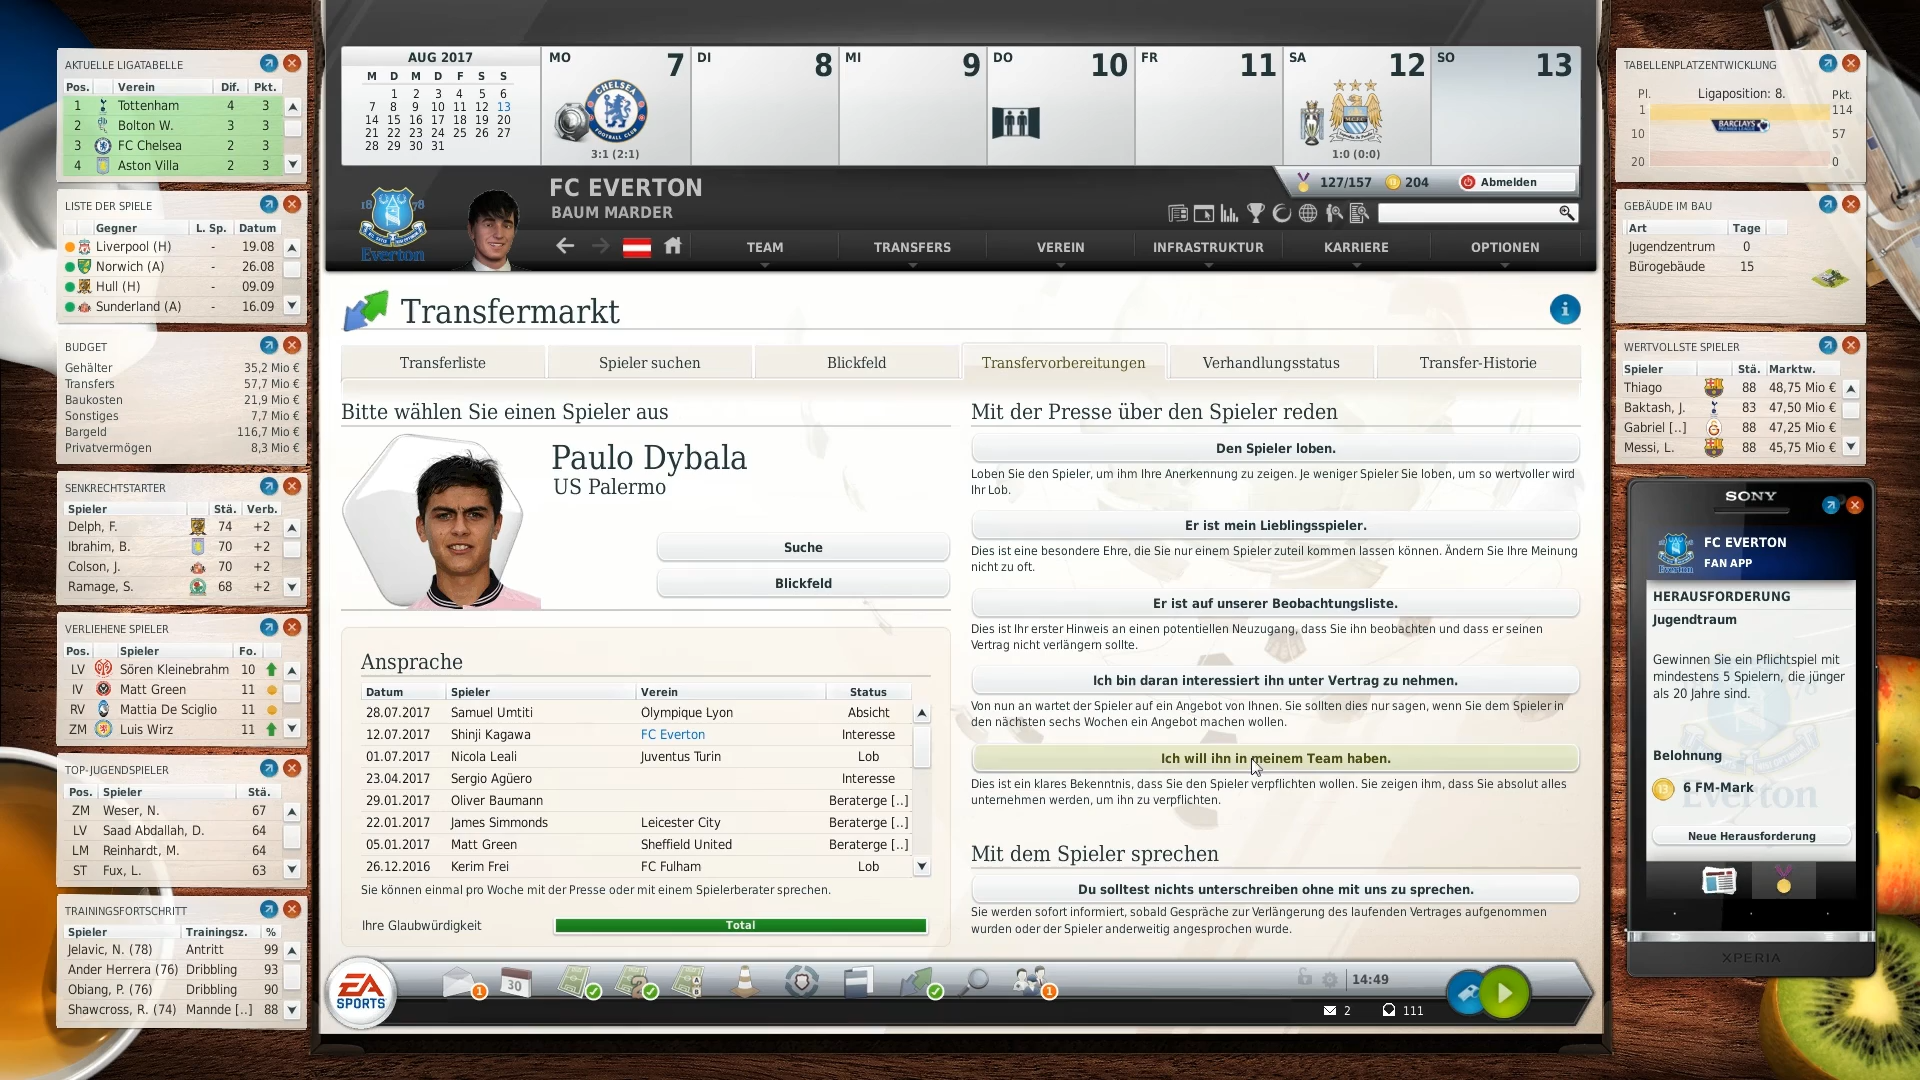 AKTUELLE LIGATABELLE
Pos. Verein Dif. Pkt.
1 Tottenham 4 3
2 Bolton W. 3 3
3 FC Chelsea 2 3
4 Aston Villa 2 3
LISTE DER SPIELE
Gegner L. Sp. Datum
Liverpool (H) - 19.08
Norwich (A) - 26.08
Hull (H) - 09.09
Sunderland (A) - 16.09
BUDGET
Gehälter 35,2 Mio €
Transfers 57,7 Mio €
Baukosten 21,9 Mio €
Sonstiges 7,7 Mio €
Bargeld 116,7 Mio €
Privatvermögen 8,3 Mio €
SENKRECHTSTARTER
Spieler Stä. Verb.
Delph, F. 74 +2
Ibrahim, B. 70 +2
Colson, J. 70 +2
Ramage, S. 68 +2
VERLIEHENE SPIELER
Pos. Spieler Fo.
LV Sören Kleinebrahm 10
IV Matt Green 11
RV Mattia De Sciglio 11
ZM Luis Wirz 11
TOP-JUGENDSPIELER
Pos. Spieler Stä.
ZM Weser, N. 67
LV Saad Abdallah, D. 64
LM Reinhardt, M. 64
ST Fux, L. 63
TRAININGSFORTSCHRITT
Spieler Trainingsz. %
Jelavic, N. (78) Antritt 99
Ander Herrera (76) Dribbling 93
Obiang, P. (76) Dribbling 90
Shawcross, R. (74) Mannde [..] 88
AUG 2017
M D M D F S S
1 2 3 4 5 6
7 8 9 10 11 12 13
14 15 16 17 18 19 20
21 22 23 24 25 26 27
28 29 30 31
MO 7
CHELSEA
FOOTBALL CLUB
3:1 (2:1)
DI 8
MI 9
DO 10
FR 11
SA 12
1:0 (0:0)
SO 13
18 78
Everton
FC EVERTON
BAUM MARDER
127/157 204 Abmelden
TEAM TRANSFERS VEREIN INFRASTRUKTUR KARRIERE OPTIONEN
Transfermarkt
Transferliste Spieler suchen Blickfeld Transfervorbereitungen Verhandlungsstatus Transfer-Historie
Bitte wählen Sie einen Spieler aus
Paulo Dybala
US Palermo
Suche
Blickfeld
Ansprache
Datum Spieler Verein Status
28.07.2017 Samuel Umtiti Olympique Lyon Absicht
12.07.2017 Shinji Kagawa FC Everton Interesse
01.07.2017 Nicola Leali Juventus Turin Lob
23.04.2017 Sergio Agüero Interesse
29.01.2017 Oliver Baumann Beraterge [..]
22.01.2017 James Simmonds Leicester City Beraterge [..]
05.01.2017 Matt Green Sheffield United Beraterge [..]
26.12.2016 Kerim Frei FC Fulham Lob
Sie können einmal pro Woche mit der Presse oder mit einem Spielerberater sprechen.
Ihre Glaubwürdigkeit Total
Mit der Presse über den Spieler reden
Den Spieler loben.
Loben Sie den Spieler, um ihm Ihre Anerkennung zu zeigen. Je weniger Spieler Sie loben, um so wertvoller wird
Ihr Lob.
Er ist mein Lieblingsspieler.
Dies ist eine besondere Ehre, die Sie nur einem Spieler zuteil kommen lassen können. Ändern Sie Ihre Meinung
nicht zu oft.
Er ist auf unserer Beobachtungsliste.
Dies ist Ihr erster Hinweis an einen potentiellen Neuzugang, dass Sie ihn beobachten und dass er seinen
Vertrag nicht verlängern sollte.
Ich bin daran interessiert ihn unter Vertrag zu nehmen.
Von nun an wartet der Spieler auf ein Angebot von Ihnen. Sie sollten dies nur sagen, wenn Sie dem Spieler in
den nächsten sechs Wochen ein Angebot machen wollen.
Ich will ihn in meinem Team haben.
Dies ist ein klares Bekenntnis, dass Sie den Spieler verpflichten wollen. Sie zeigen ihm, dass Sie absolut alles
unternehmen werden, um ihn zu verpflichten.
Mit dem Spieler sprechen
Du solltest nichts unterschreiben ohne mit uns zu sprechen.
Sie werden sofort informiert, sobald Gespräche zur Verlängerung des laufenden Vertrages aufgenommen
wurden oder der Spieler anderweitig angesprochen wurde.
EA
SPORTS
1
30
1
14:49
2 111
TABELLENPLATZENTWICKLUNG
Pl. Ligaposition: 8. Pkt.
1 114
BARCLAYS
10 57
20 0
GEBÄUDE IM BAU
Art Tage
Jugendzentrum 0
Bürogebäude 15
WERTVOLLSTE SPIELER
Spieler Stä. Marktw.
Thiago 88 48,75 Mio €
Baktash, J. 83 47,50 Mio €
Gabriel [..] 88 47,25 Mio €
Messi, L. 88 45,75 Mio €
SONY
Everton
FC EVERTON
FAN APP
HERAUSFORDERUNG
Jugendtraum
Gewinnen Sie ein Pflichtspiel mit
mindestens 5 Spielern, die jünger
als 20 Jahre sind.
Belohnung
6 FM-Mark
Everton
Neue Herausforderung
XPERIA